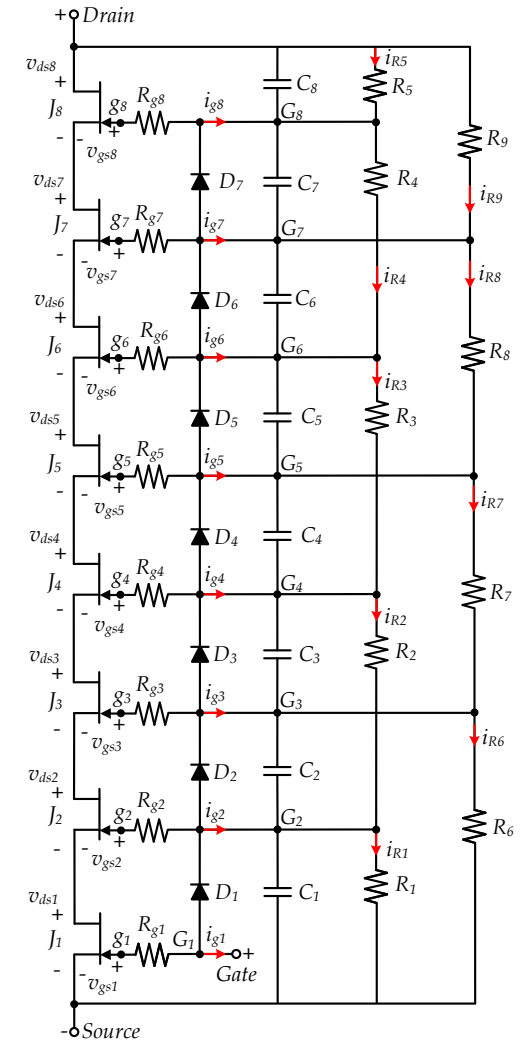 + Drain
v_ds8 + J_8 - g_8 + - v_gs8 R_g8 i_g8 G_8 C_8 i_R5 R_5 R_9
v_ds7 + J_7 - g_7 + - v_gs7 R_g7 i_g7 G_7 D_7 C_7 R_4 i_R9
v_ds6 + J_6 - g_6 + - v_gs6 R_g6 i_g6 G_6 D_6 C_6 i_R4 i_R8 R_8
v_ds5 + J_5 - g_5 + - v_gs5 R_g5 i_g5 G_5 D_5 C_5 i_R3 R_3
v_ds4 + J_4 - g_4 + - v_gs4 R_g4 i_g4 G_4 D_4 C_4 i_R7 R_7
v_ds3 + J_3 - g_3 + - v_gs3 R_g3 i_g3 G_3 D_3 C_3 i_R2 R_2
v_ds2 + J_2 - g_2 + - v_gs2 R_g2 i_g2 G_2 D_2 C_2 i_R6 R_6
v_ds1 + J_1 - g_1 + - v_gs1 R_g1 G_1 i_g1 D_1 C_1 i_R1 R_1
+
Gate
- Source